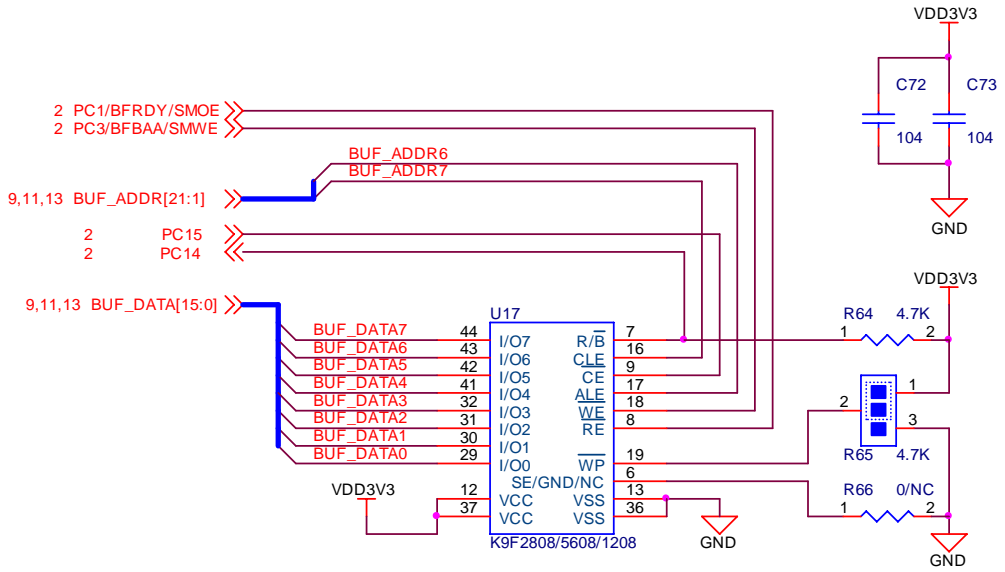 VDD3V3
C72 C73
104 104
GND
2 PC1/BFRDY/SMOE
2 PC3/BFBAA/SMWE
BUF_ADDR6
BUF_ADDR7
9,11,13 BUF_ADDR[21:1]
2 PC15
2 PC14
9,11,13 BUF_DATA[15:0]
VDD3V3
U17
R64 4.7K
BUF_DATA7 44 I/O7 R/B 7 1 2
BUF_DATA6 43 I/O6 CLE 16
BUF_DATA5 42 I/O5 CE 9
BUF_DATA4 41 I/O4 ALE 17 1
BUF_DATA3 32 I/O3 WE 18 2
BUF_DATA2 31 I/O2 RE 8 3
BUF_DATA1 30 I/O1
BUF_DATA0 29 I/O0 WP 19
R65 4.7K
SE/GND/NC 6
VDD3V3
12 VCC VSS 13
37 VCC VSS 36
R66 0/NC
1 2
K9F2808/5608/1208
GND
GND